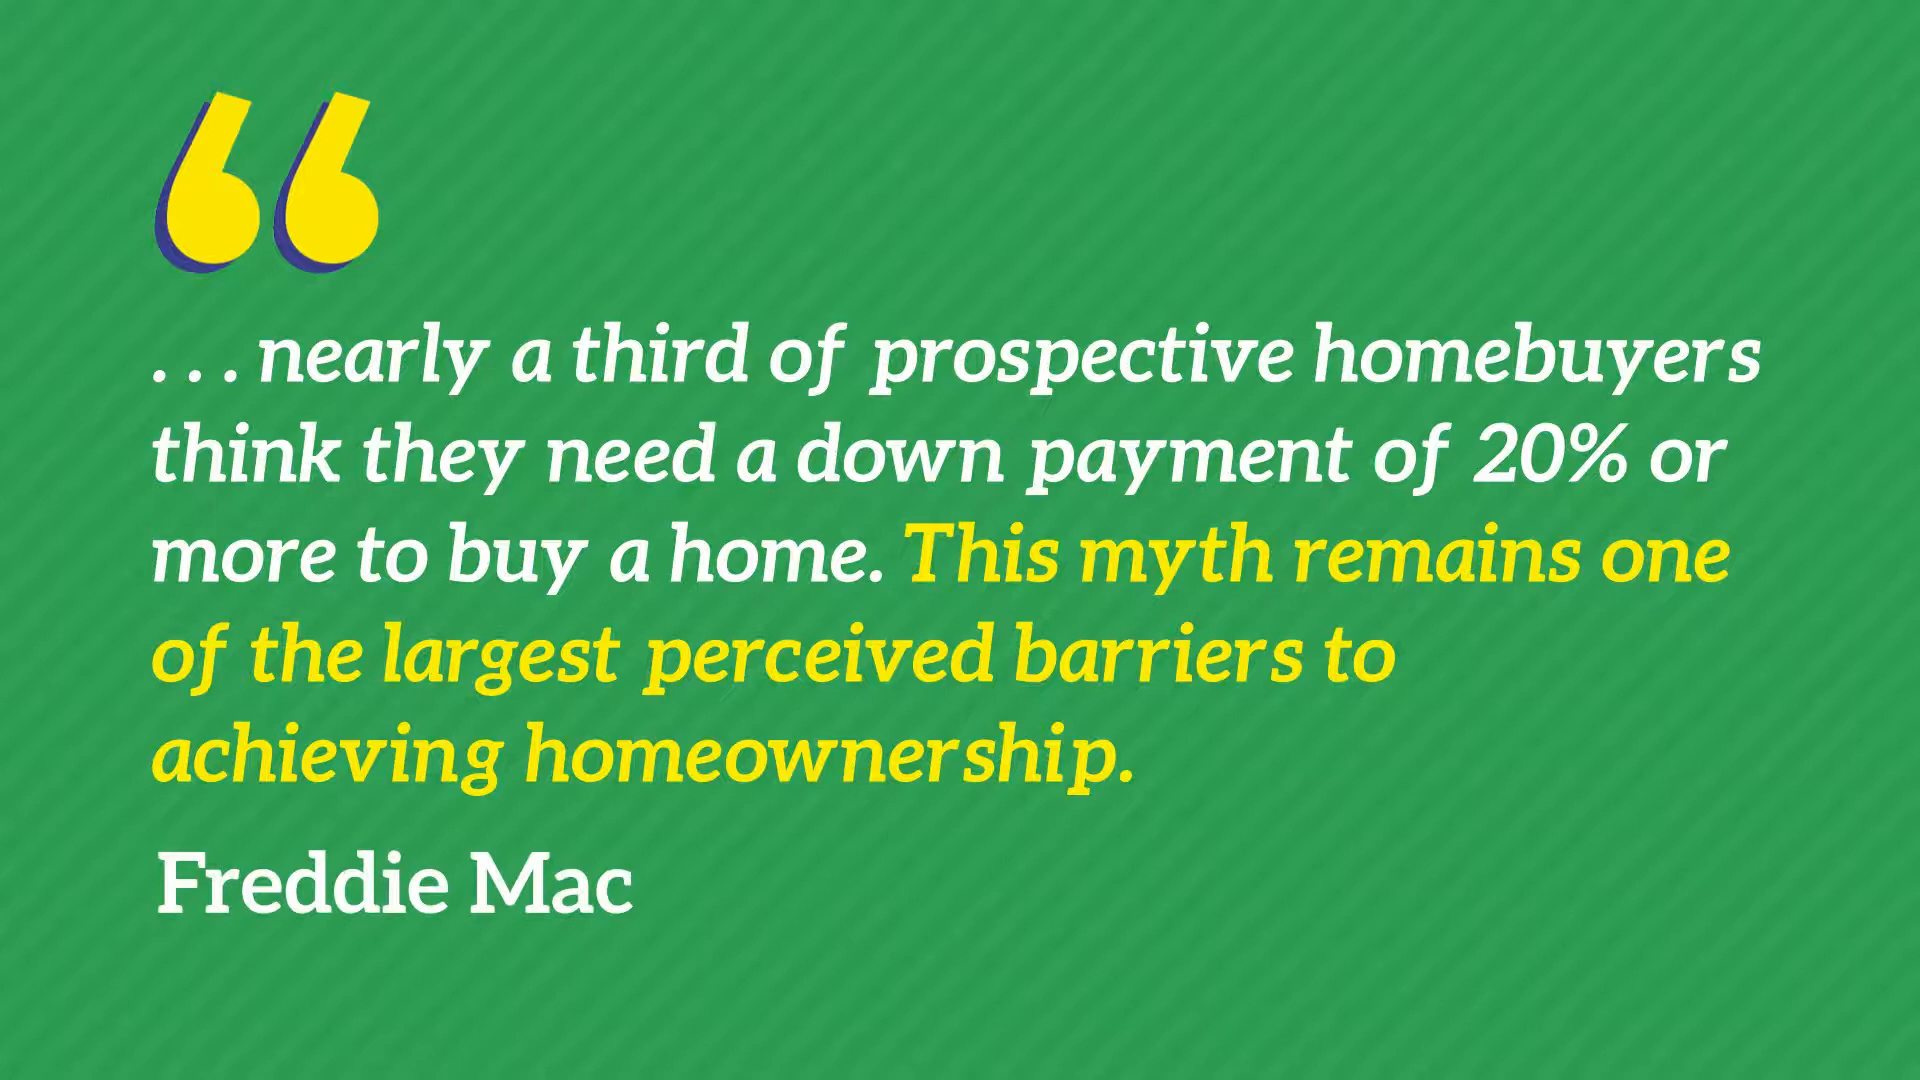 “
. . . nearly a third of prospective homebuyers
think they need a down payment of 20% or
more to buy a home. This myth remains one
of the largest perceived barriers to
achieving homeownership.
Freddie Mac